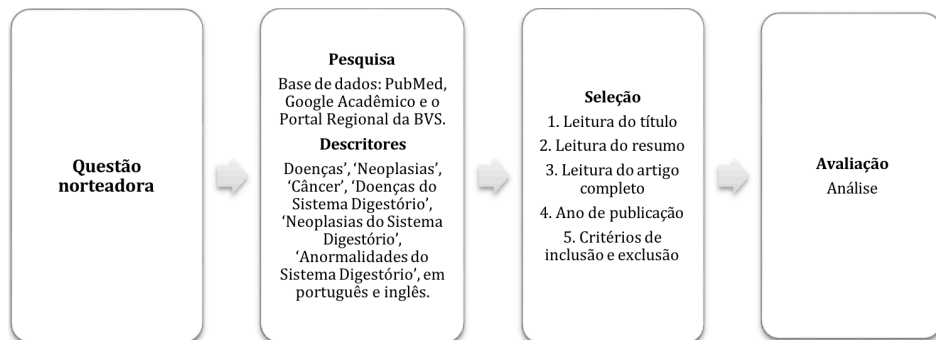 Questão
norteadora
Pesquisa
Base de dados: PubMed,
Google Acadêmico e o
Portal Regional da BVS.
Descritores
Doenças’, ‘Neoplasias’,
‘Câncer’, ‘Doenças do
Sistema Digestório’,
‘Neoplasias do Sistema
Digestório’,
‘Anormalidades do
Sistema Digestório’, em
português e inglês.
Seleção
1. Leitura do título
2. Leitura do resumo
3. Leitura do artigo
completo
4. Ano de publicação
5. Critérios de
inclusão e exclusão
Avaliação
Análise